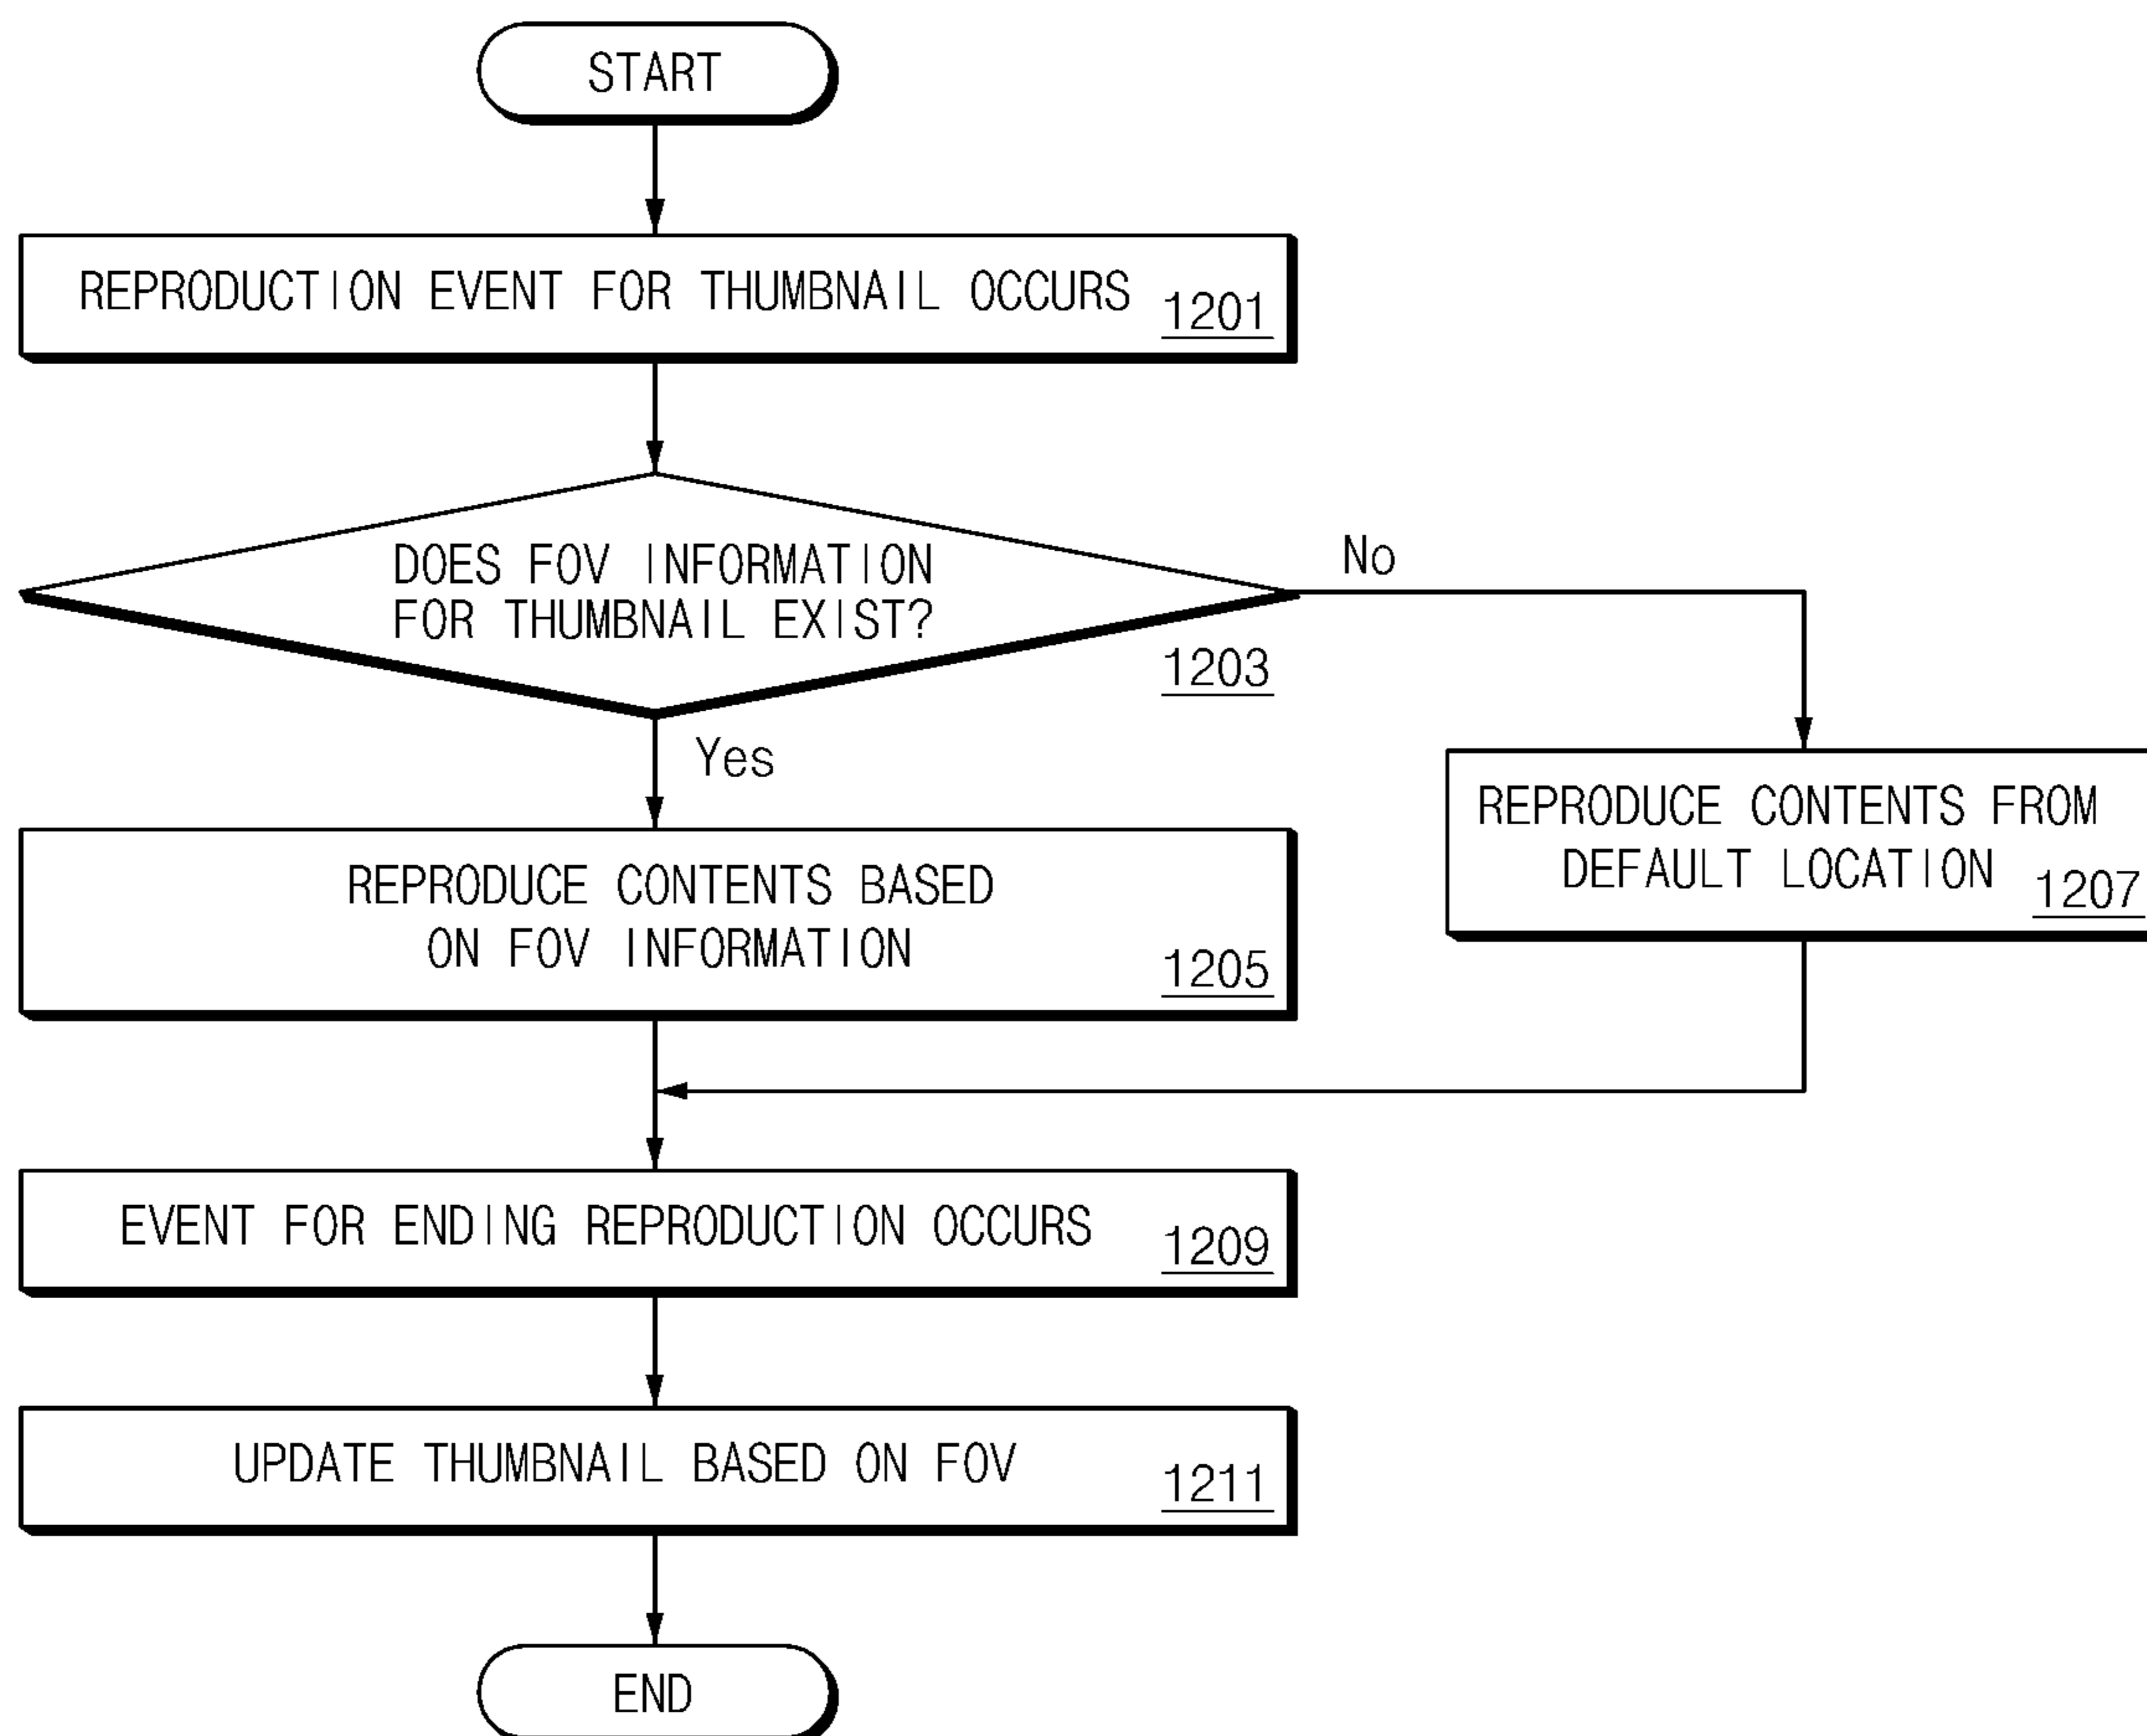 START
REPRODUCTION EVENT FOR THUMBNAIL OCCURS 1201
DOES FOV INFORMATION
FOR THUMBNAIL EXIST?
No
1203
Yes
REPRODUCE CONTENTS FROM
DEFAULT LOCATION 1207
REPRODUCE CONTENTS BASED
ON FOV INFORMATION 1205
EVENT FOR ENDING REPRODUCTION OCCURS 1209
UPDATE THUMBNAIL BASED ON FOV 1211
END